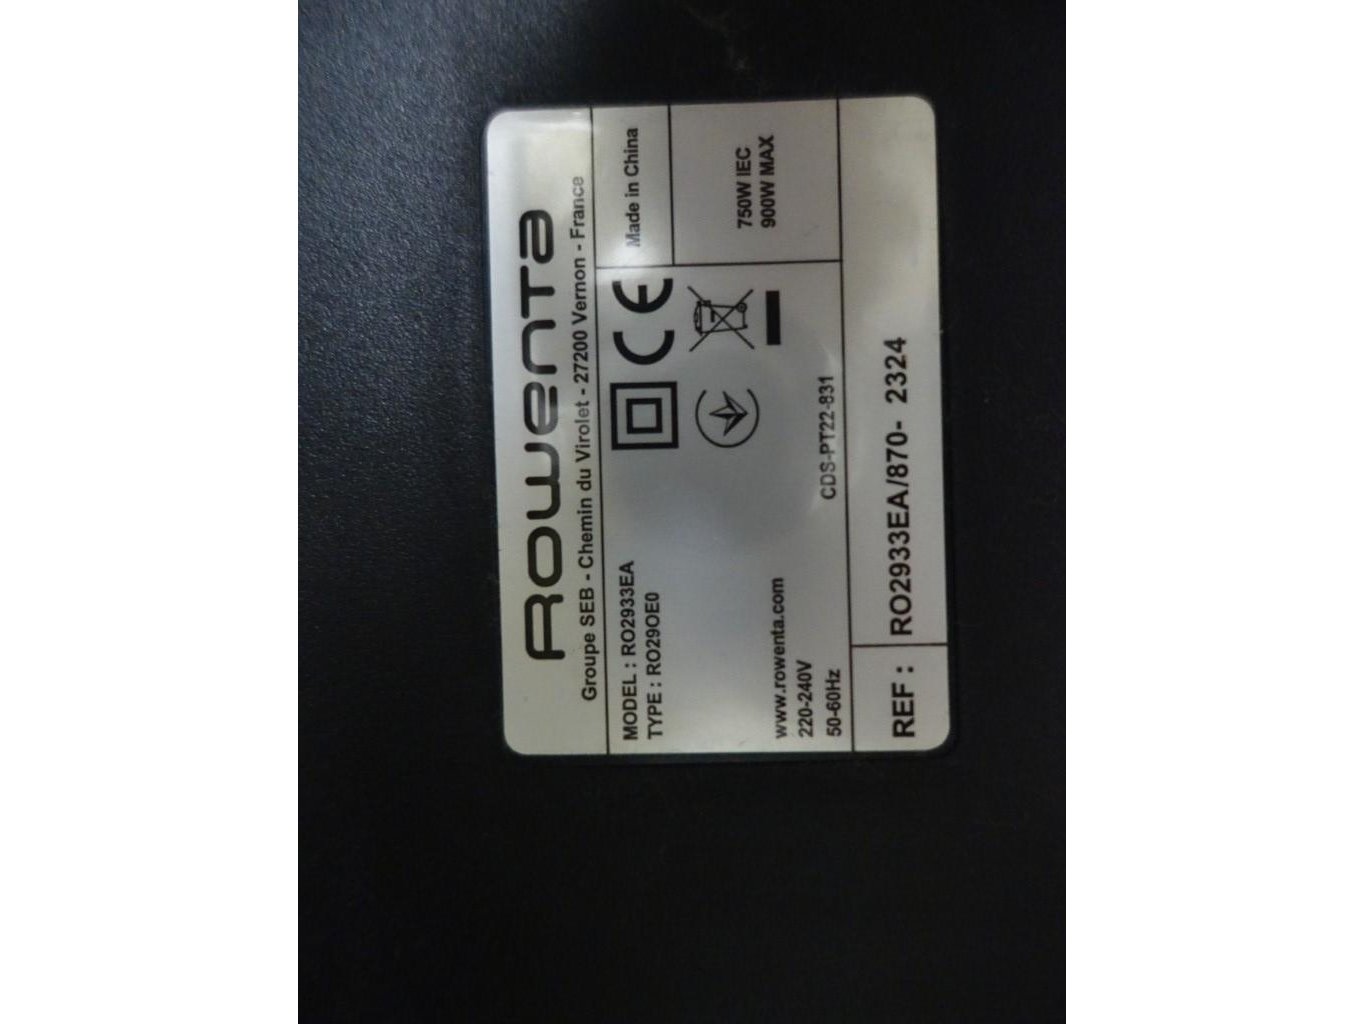 Rowenta
Groupe SEB - Chemin du Virolet - 27200 Vernon - France
MODEL : RO2933EA
TYPE : RO29OE0
Made in China
750W IEC
900W MAX
www.rowenta.com
220-240V
50-60Hz
CDS-PT22-831
REF : RO2933EA/870- 2324